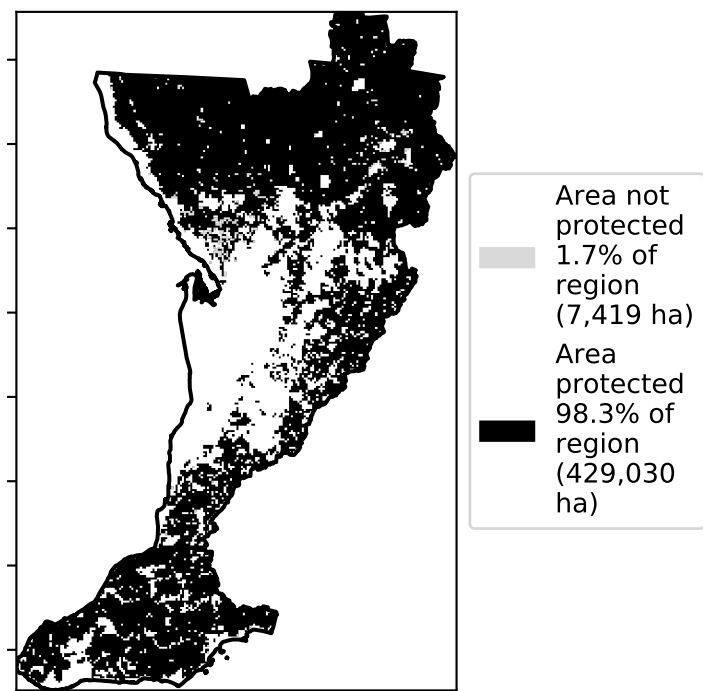 Area not
protected
1.7% of
region
(7,419 ha)
Area
protected
98.3% of
region
(429,030
ha)